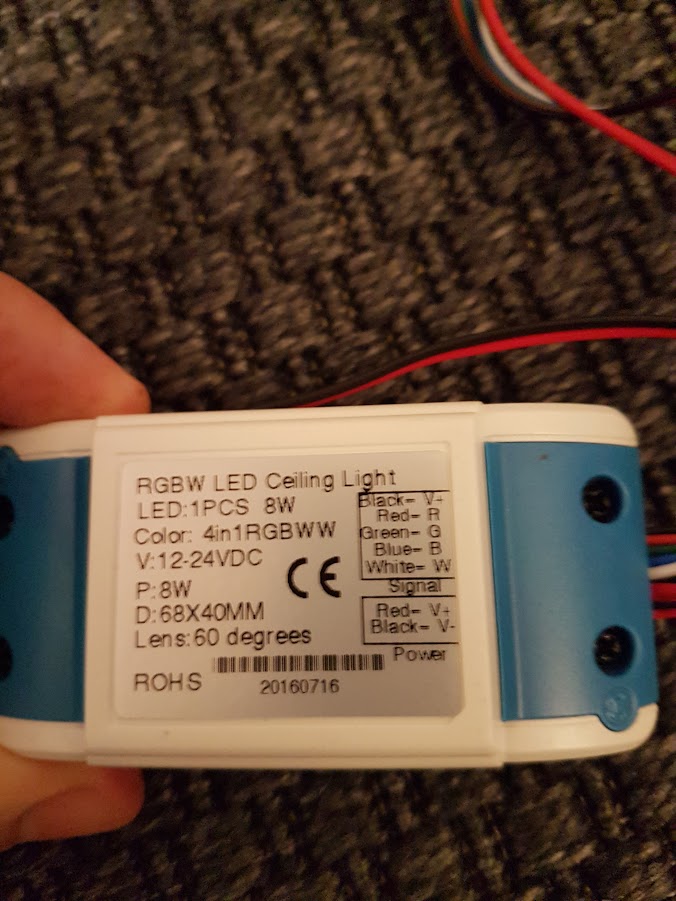 RGBW LED Ceiling Light
LED:1PCS 8W
Color: 4in1RGBWW
V:12-24VDC
P:8W
D:68X40MM
Lens:60 degrees
ROHS
20160716
CE
Black= V+
Red= R
Green= G
Blue= B
White= W
Signal
Red= V+
Black= V-
Power